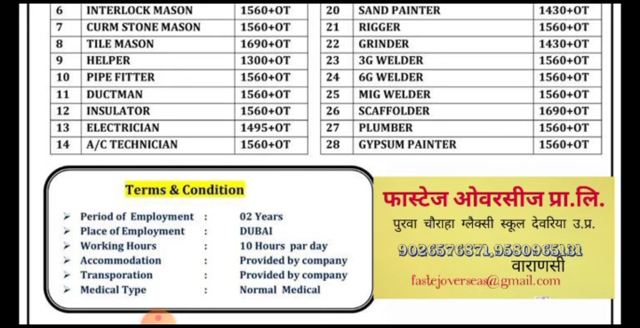 6 INTERLOCK MASON 1560+OT 20 SAND PAINTER 1430+OT
7 CURM STONE MASON 1560+OT 21 RIGGER 1560+OT
8 TILE MASON 1690+OT 22 GRINDER 1430+OT
9 HELPER 1300+OT 23 3G WELDER 1560+OT
10 PIPE FITTER 1560+OT 24 6G WELDER 1560+OT
11 DUCTMAN 1560+OT 25 MIG WELDER 1560+OT
12 INSULATOR 1560+OT 26 SCAFFOLDER 1690+OT
13 ELECTRICIAN 1495+OT 27 PLUMBER 1560+OT
14 A/C TECHNICIAN 1560+OT 28 GYPSUM PAINTER 1560+OT
Terms & Condition
Period of Employment : 02 Years
Place of Employment : DUBAI
Working Hours : 10 Hours par day
Accommodation : Provided by company
Transporation : Provided by company
Medical Type : Normal Medical
फास्टेज ओवरसीज प्रा.लि.
पुरवा चौराहा ग्लैक्सी स्कूल देवरिया उ.प्र.
9026576871,9580965131
वाराणसी
fastejoverseas@gmail.com